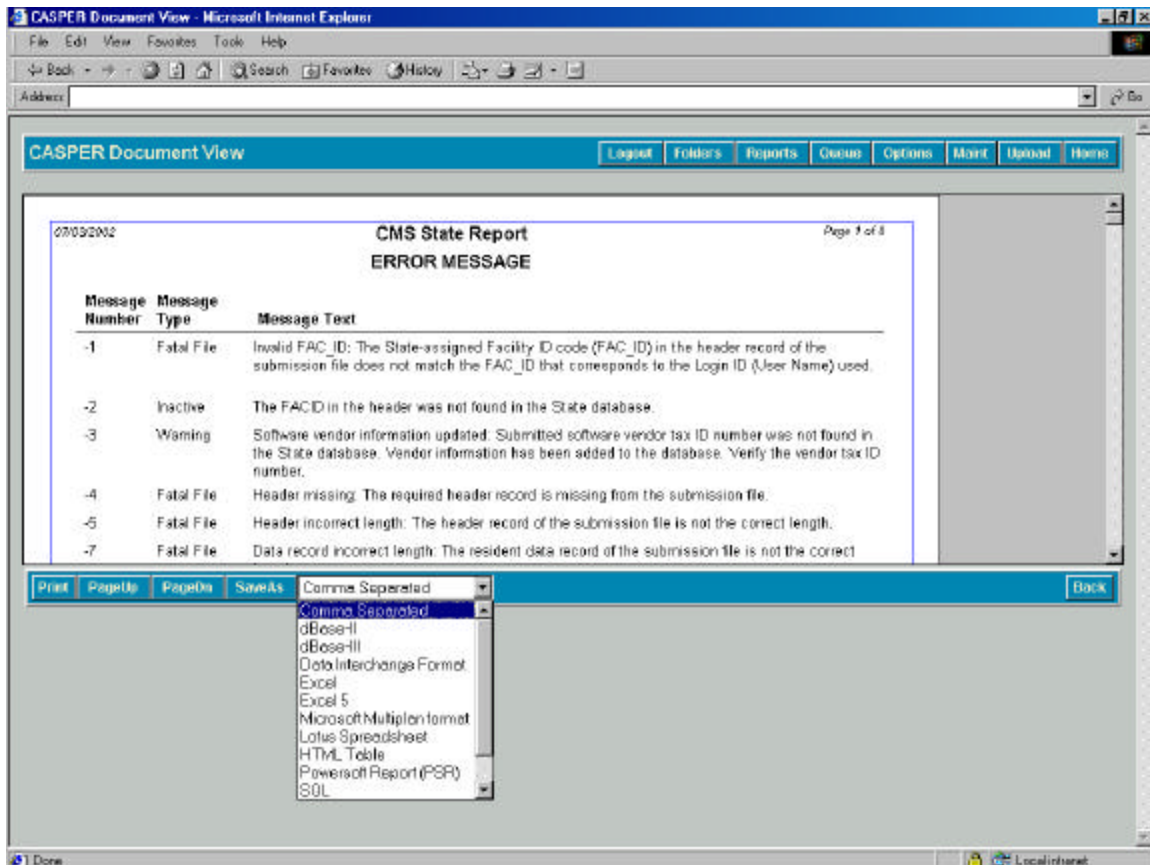 CASPER Document View - Microsoft Internet Explorer
File Edit View Favorites Tools Help
Back Search Favorites History
Address Go
CASPER Document View Logout Folders Reports Queue Options Maint Upload Home
07/03/2002 CMS State Report Page 1 of 8
ERROR MESSAGE
Message Message
Number Type Message Text
-1 Fatal File Invalid FAC_ID: The State-assigned Facility ID code (FAC_ID) in the header record of the
submission file does not match the FAC_ID that corresponds to the Login ID (User Name) used.
-2 Inactive The FACID in the header was not found in the State database.
-3 Warning Software vendor information updated: Submitted software vendor tax ID number was not found in
the State database. Vendor information has been added to the database. Verify the vendor tax ID
number.
-4 Fatal File Header missing: The required header record is missing from the submission file.
-5 Fatal File Header incorrect length: The header record of the submission file is not the correct length.
-7 Fatal File Data record incorrect length: The resident data record of the submission file is not the correct
Print PageUp PageDn SaveAs Comma Separated Back
Comma Separated
dBase-II
dBase-III
Data Interchange Format
Excel
Excel 5
Microsoft Multiplan format
Lotus Spreadsheet
HTML Table
Powersoft Report (PSR)
SQL
Done Local intranet